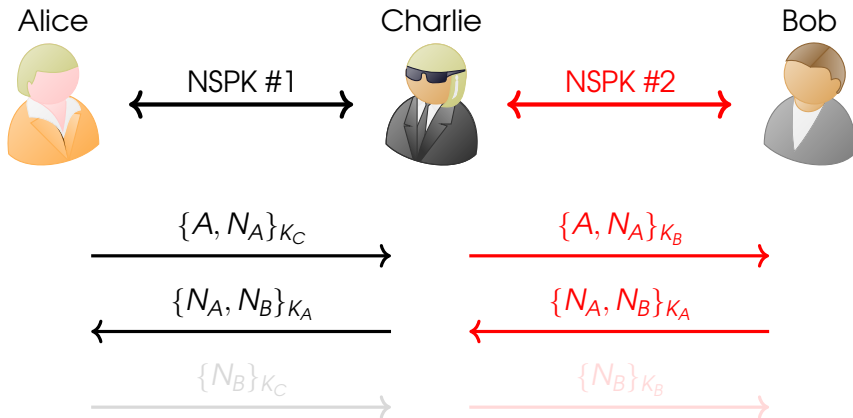 Alice Charlie Bob
NSPK #1 NSPK #2
{A, N_A}_{K_C} {A, N_A}_{K_B}
{N_A, N_B}_{K_A} {N_A, N_B}_{K_A}
{N_B}_{K_C} {N_B}_{K_B}